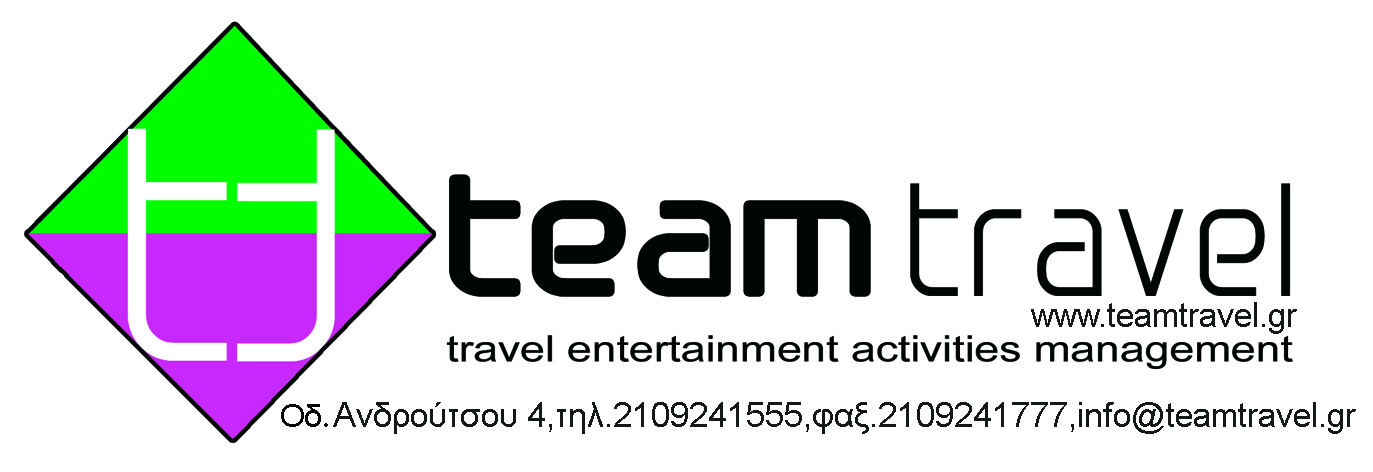 team travel
www.teamtravel.gr
travel entertainment activities management
Οδ.Ανδρούτσου 4,τηλ.2109241555,φαξ.2109241777,info@teamtravel.gr